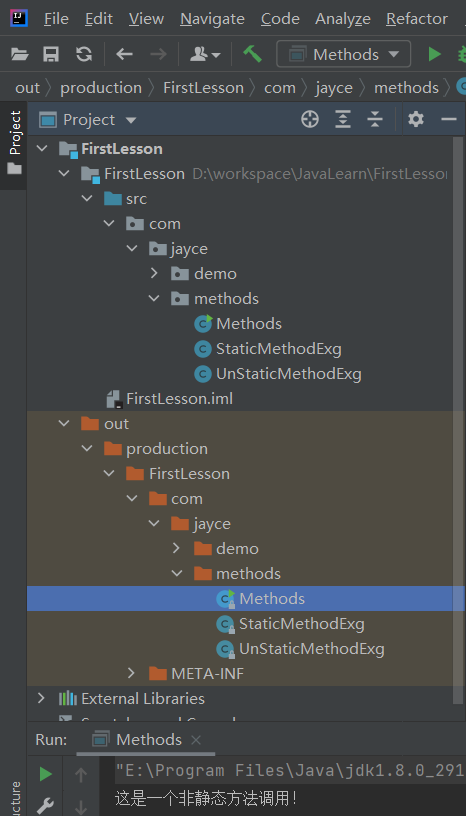 File Edit View Navigate Code Analyze Refactor
Methods
out production FirstLesson com jayce methods
Project
Project
FirstLesson
FirstLesson D:\workspace\JavaLearn\FirstLesson
src
com
jayce
demo
methods
Methods
StaticMethodExg
UnStaticMethodExg
FirstLesson.iml
out
production
FirstLesson
com
jayce
demo
methods
Methods
StaticMethodExg
UnStaticMethodExg
META-INF
External Libraries
Run: Methods
"E:\Program Files\Java\jdk1.8.0_291
这是一个非静态方法调用!
ucture